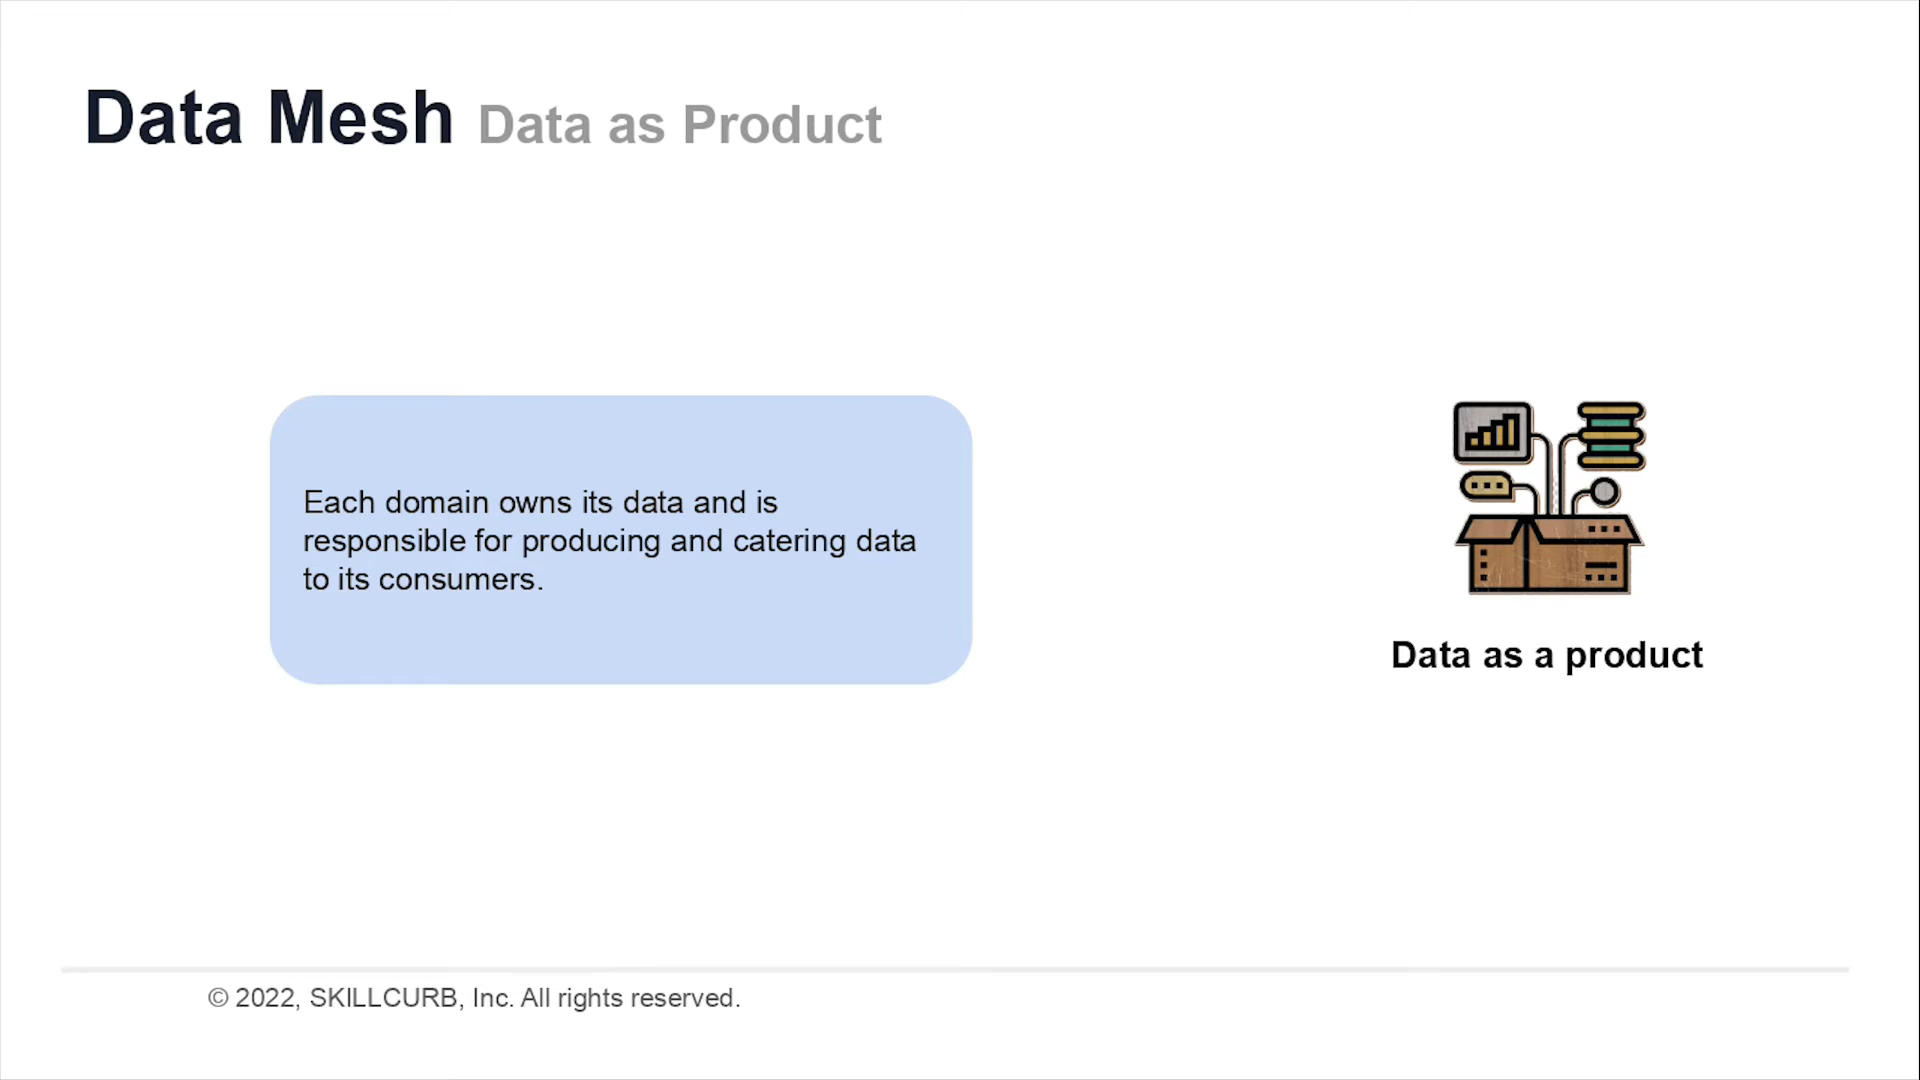 Data Mesh Data as Product
Each domain owns its data and is
responsible for producing and catering data
to its consumers.
Data as a product
© 2022, SKILLCURB, Inc. All rights reserved.